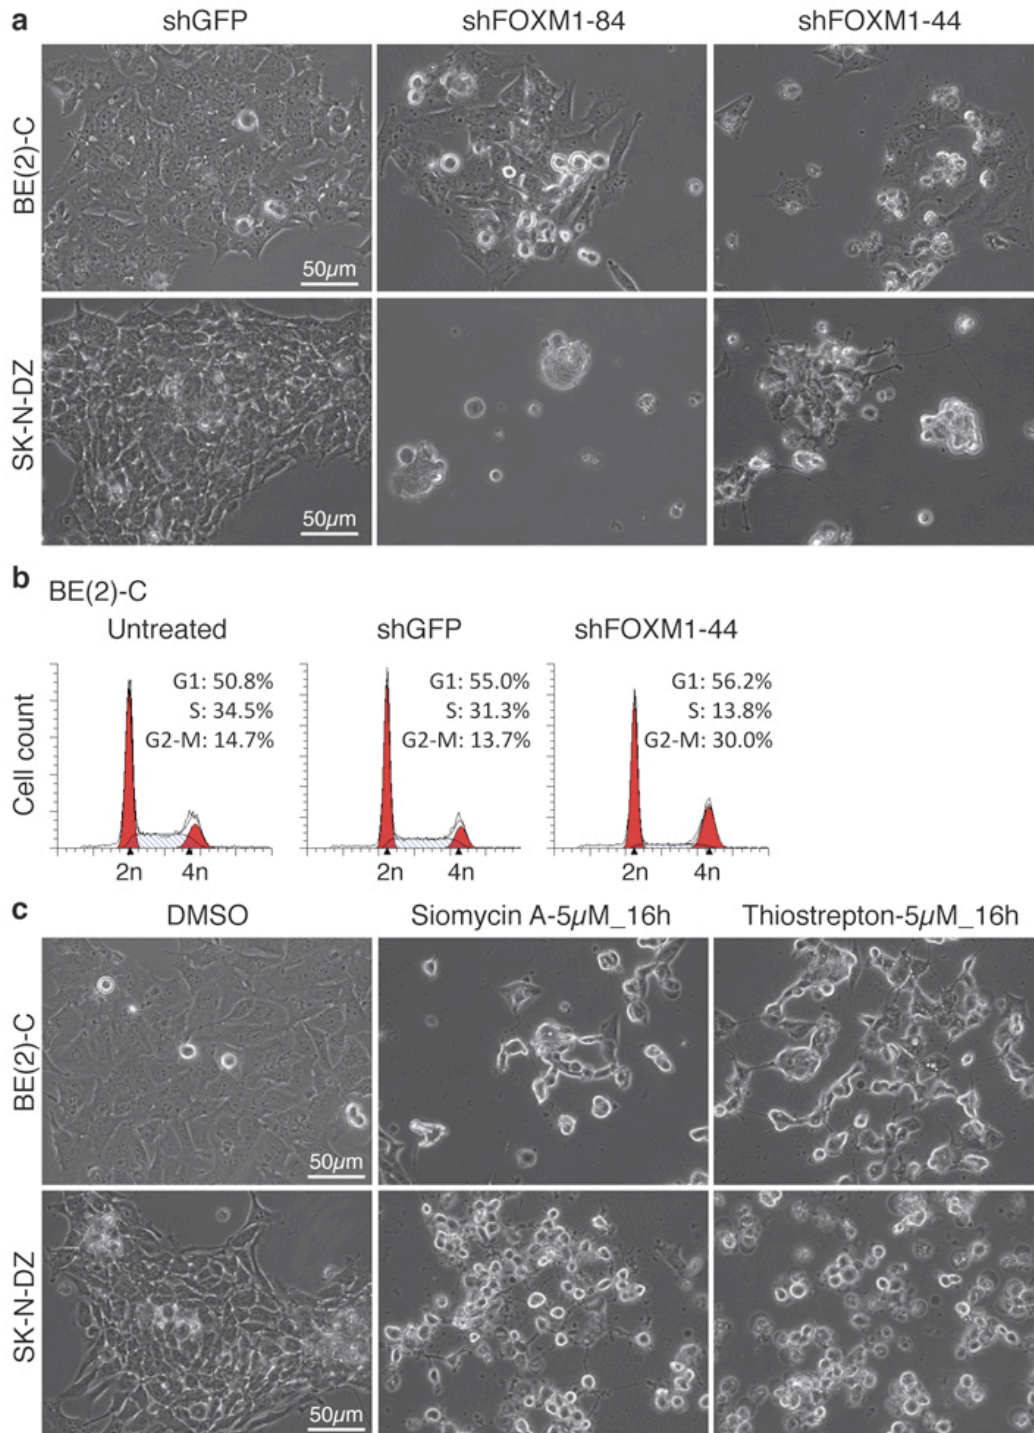 a shGFP shFOXM1-84 shFOXM1-44
BE(2)-C
50µm
SK-N-DZ
50µm
b BE(2)-C
Untreated shGFP shFOXM1-44
Cell count
G1: 50.8%
S: 34.5%
G2-M: 14.7%
2n 4n
G1: 55.0%
S: 31.3%
G2-M: 13.7%
2n 4n
G1: 56.2%
S: 13.8%
G2-M: 30.0%
2n 4n
c DMSO Siomycin A-5µM_16h Thiostrepton-5µM_16h
BE(2)-C
50µm
SK-N-DZ
50µm